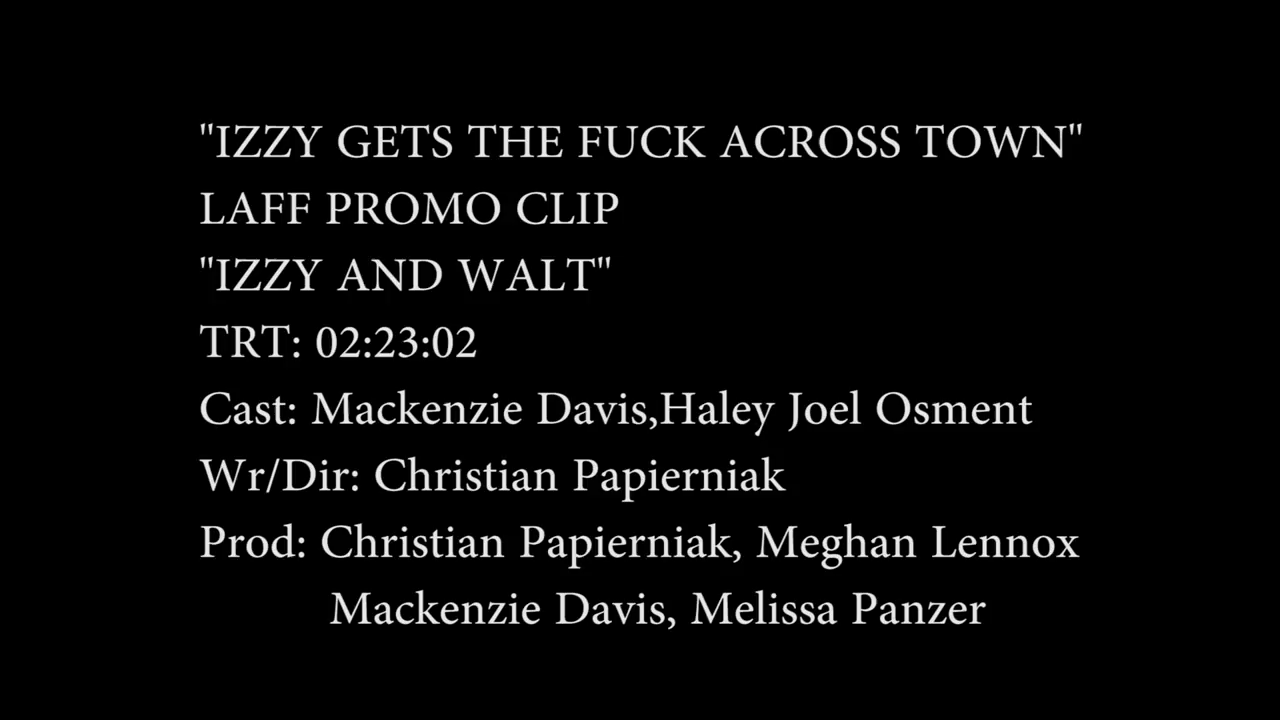 "IZZY GETS THE FUCK ACROSS TOWN"
LAFF PROMO CLIP
"IZZY AND WALT"
TRT: 02:23:02
Cast: Mackenzie Davis,Haley Joel Osment
Wr/Dir: Christian Papierniak
Prod: Christian Papierniak, Meghan Lennox
Mackenzie Davis, Melissa Panzer